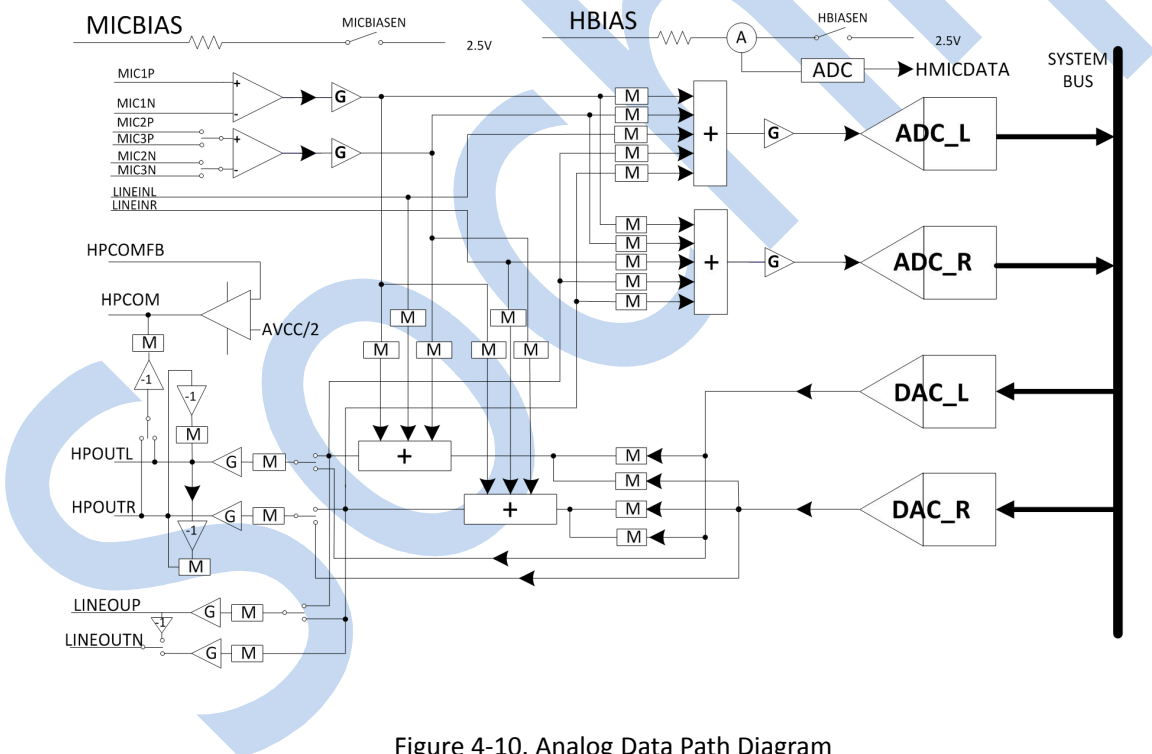 MICBIAS
MICBIASEN
2.5V
HBIAS
A
HBIASEN
2.5V
ADC
HMICDATA
SYSTEM
BUS
MIC1P
MIC1N
MIC2P
MIC3P
MIC2N
MIC3N
LINEINL
LINEINR
+
-
+
-
G
G
M
M
M
M
M
+
G
ADC_L
M
M
M
M
M
+
G
ADC_R
HPCOMFB
HPCOM
AVCC/2
M
-1
-1
M
M
M
M
M
M
M
DAC_L
HPOUTL
G
M
+
M
M
HPOUTR
G
M
+
M
M
DAC_R
-1
M
LINEOUP
G
M
-1
LINEOUTN
G
M
Figure 4-10. Analog Data Path Diagram